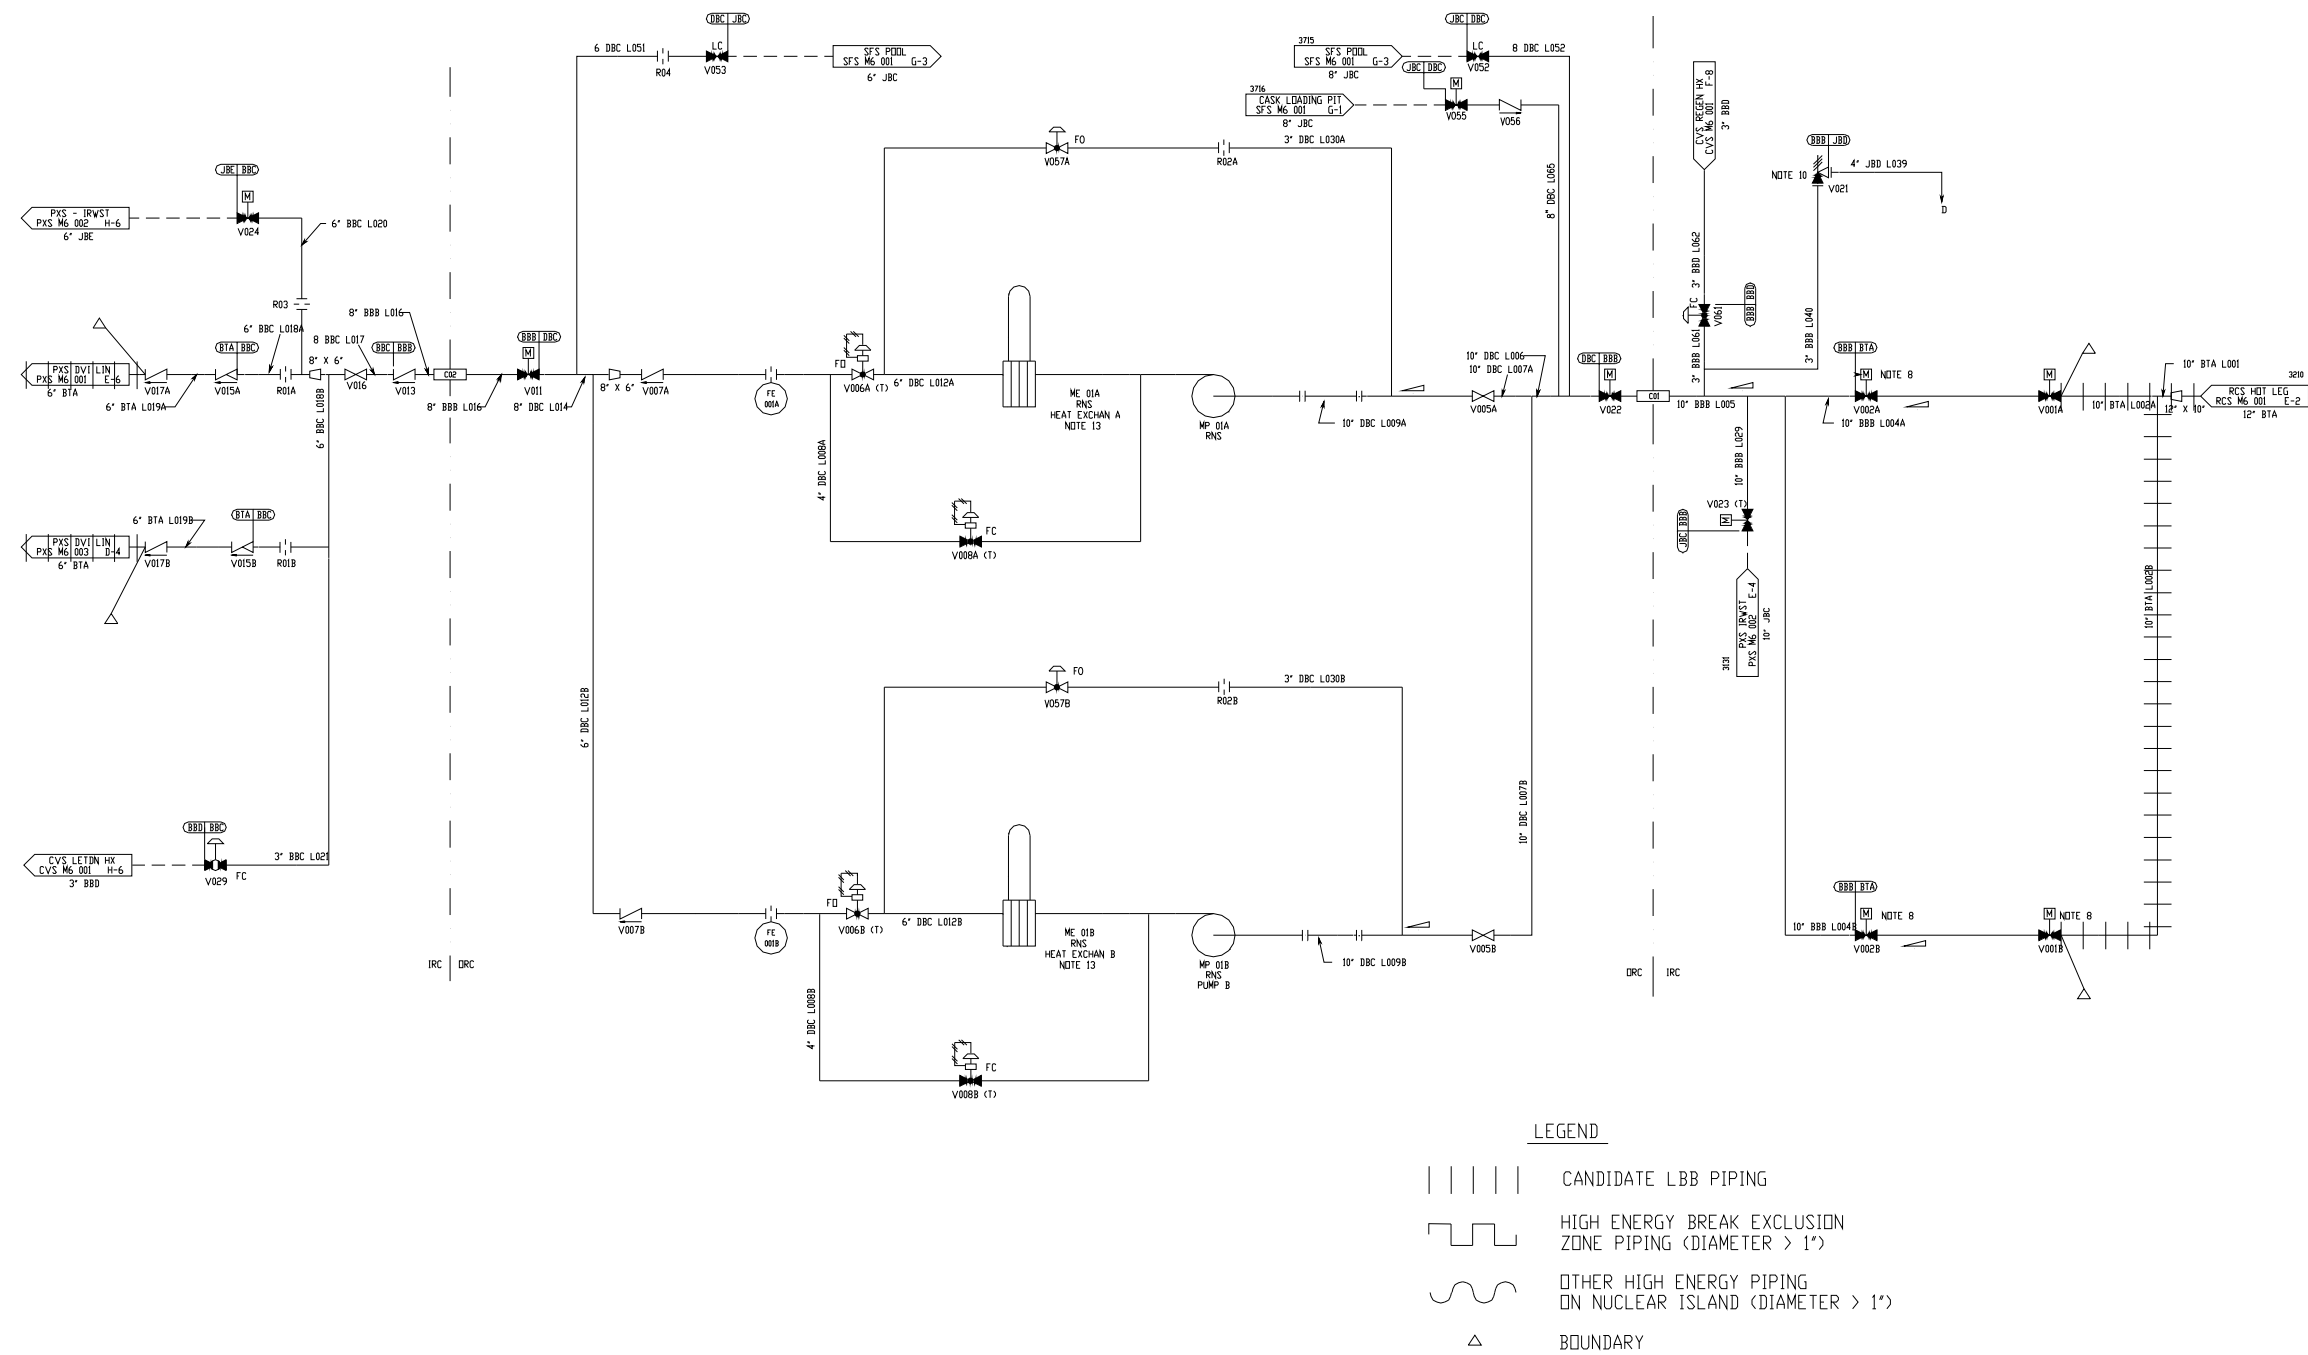 DBC JBC
6 DBC L051
LC
R04
V053
SFS POOL
SFS M6 001 G-3
6" JBC
JBC DBC
3715
SFS POOL
SFS M6 001 G-3
8" JBC
LC
V052
8 DBC L052
JBC DBC
M
3716
CASK LOADING PIT
SFS M6 001 G-1
8" JBC
V055
V056
8" DBC L065
CVS REGEN HX
CVS M6 001 F-8
3" BBD
3" BBD L062
FC
V061
BBB BBD
3" BBB L061
BBB JBD
4" JBD L039
NOTE 10
V021
D
3" BBB L040
FO
V057A
R02A
3" DBC L030A
JBE BBC
M
PXS - IRWST
PXS M6 002 H-6
6" JBE
V024
6" BBC L020
R03
6" BBC L018A
8" BBB L016
8 BBC L017
BTA BBC
8" X 6"
BBC BBB
PXS DVI LIN
PXS M6 001 E-6
6" BTA
V017A
V015A
R01A
V016
V013
C02
6" BTA L019A
6" BBC L018B
8" BBB L016
BBB DBC
M
V011
8" DBC L014
8" X 6"
V007A
FE
001A
FO
V006A (T)
6" DBC L012A
4" DBC L008A
ME 01A
RNS
HEAT EXCHAN A
NOTE 13
MP 01A
RNS
10" DBC L009A
10" DBC L006
10" DBC L007A
V005A
DBC BBB
M
V022
C01
10" BBB L005
BBB BTA
M
NOTE 8
V002A
10" BBB L004A
M
V001A
10" BTA L002A
10" BTA L001
12" X 10"
3210
RCS HOT LEG
RCS M6 001 E-2
12" BTA
FC
V008A (T)
6" BTA L019B
BTA BBC
PXS DVI LIN
PXS M6 003 D-4
6" BTA
V017B
V015B
R01B
10" BBB L029
V023 (T)
M
JBC BBB
PXS IRWST
PXS M6 002 E-4
10" JBC
3131
10" BTA L002B
6" DBC L012B
FO
V057B
R02B
3" DBC L030B
10" DBC L007B
BBD BBC
CVS LETDN HX
CVS M6 001 H-6
3" BBD
V029
FC
3" BBC L021
V007B
FE
001B
FO
V006B (T)
6" DBC L012B
4" DBC L008B
ME 01B
RNS
HEAT EXCHAN B
NOTE 13
MP 01B
RNS
PUMP B
10" DBC L009B
V005B
BBB BTA
M
NOTE 8
10" BBB L004B
V002B
M
NOTE 8
V001B
IRC ORC
ORC IRC
FC
V008B (T)
LEGEND
CANDIDATE LBB PIPING
HIGH ENERGY BREAK EXCLUSION
ZONE PIPING (DIAMETER > 1")
OTHER HIGH ENERGY PIPING
ON NUCLEAR ISLAND (DIAMETER > 1")
BOUNDARY